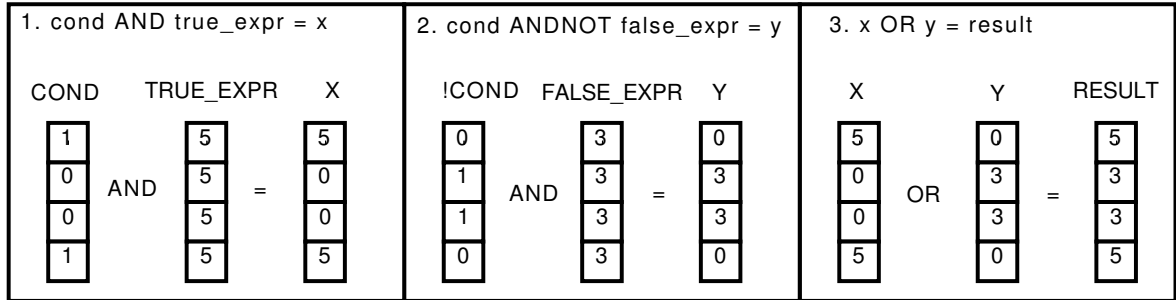 1. cond AND true_expr = x
COND TRUE_EXPR X
1 5 5
0 5 0
AND =
0 5 0
1 5 5
2. cond ANDNOT false_expr = y
!COND FALSE_EXPR Y
0 3 0
1 3 3
AND =
1 3 3
0 3 0
3. x OR y = result
X Y RESULT
5 0 5
0 3 3
OR =
0 3 3
5 0 5